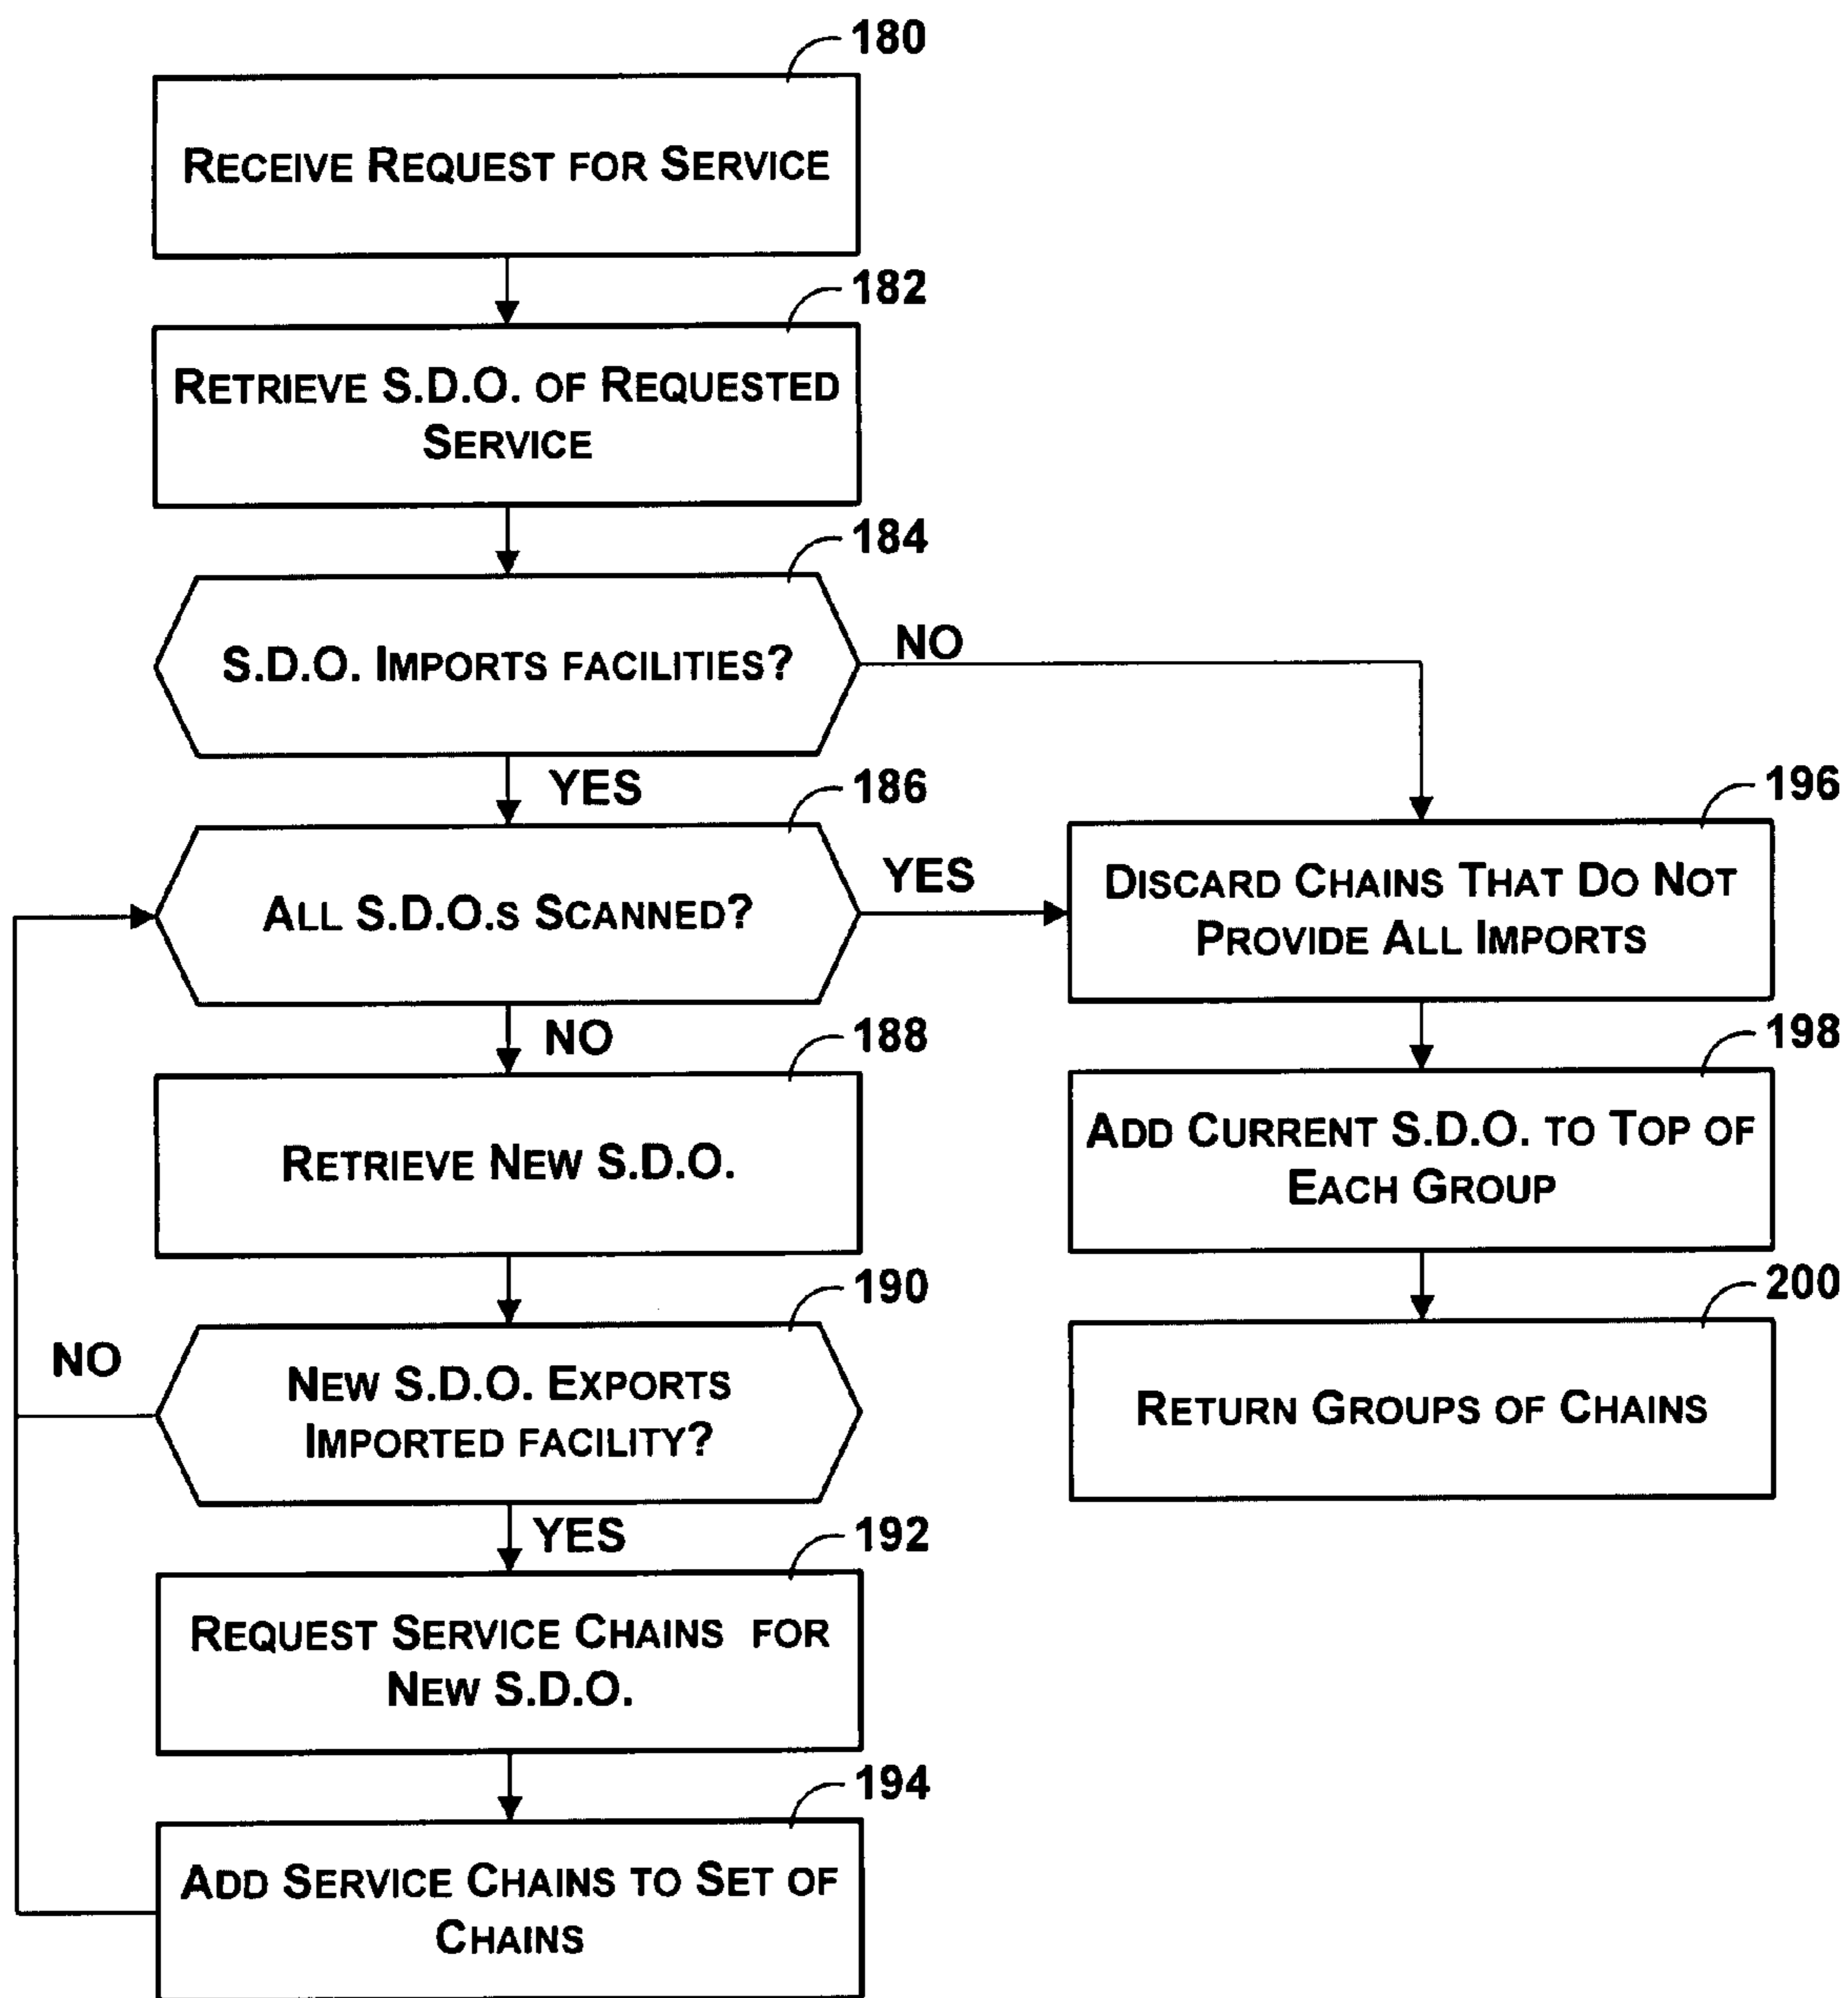 180
RECEIVE REQUEST FOR SERVICE
182
RETRIEVE S.D.O. OF REQUESTED
SERVICE
184
S.D.O. IMPORTS FACILITIES?
NO
YES
186
ALL S.D.O.S SCANNED?
YES
NO
188
RETRIEVE NEW S.D.O.
190
NEW S.D.O. EXPORTS
IMPORTED FACILITY?
NO
YES
192
REQUEST SERVICE CHAINS FOR
NEW S.D.O.
194
ADD SERVICE CHAINS TO SET OF
CHAINS
196
DISCARD CHAINS THAT DO NOT
PROVIDE ALL IMPORTS
198
ADD CURRENT S.D.O. TO TOP OF
EACH GROUP
200
RETURN GROUPS OF CHAINS